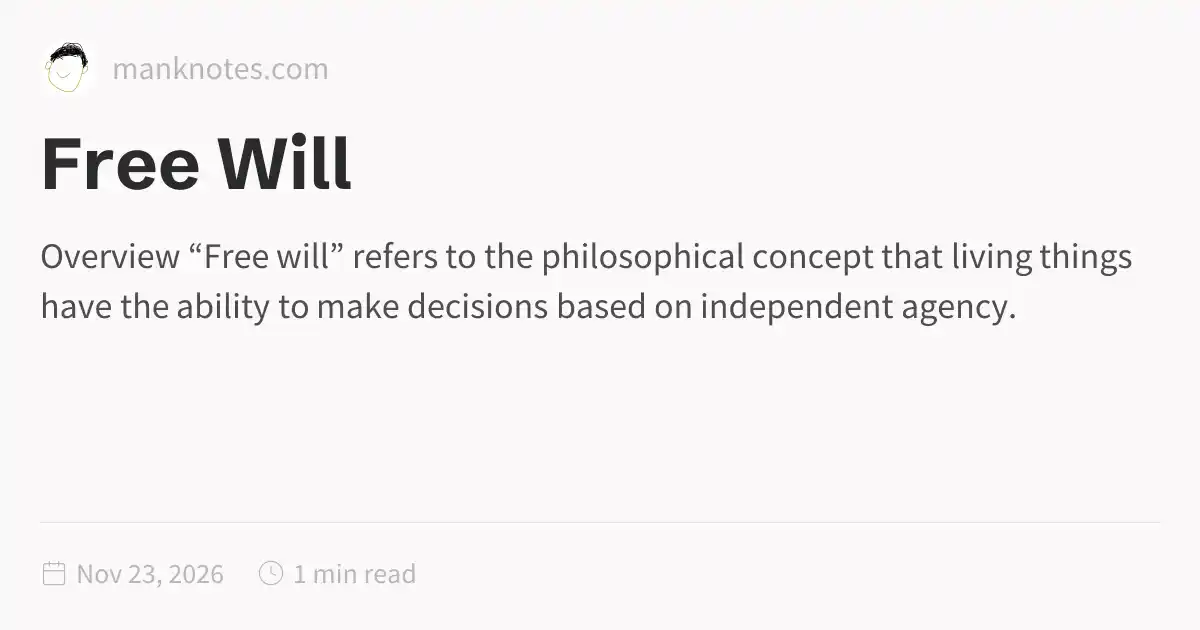 manknotes.com
Free Will
Overview “Free will” refers to the philosophical concept that living things
have the ability to make decisions based on independent agency.
Nov 23, 2026 1 min read